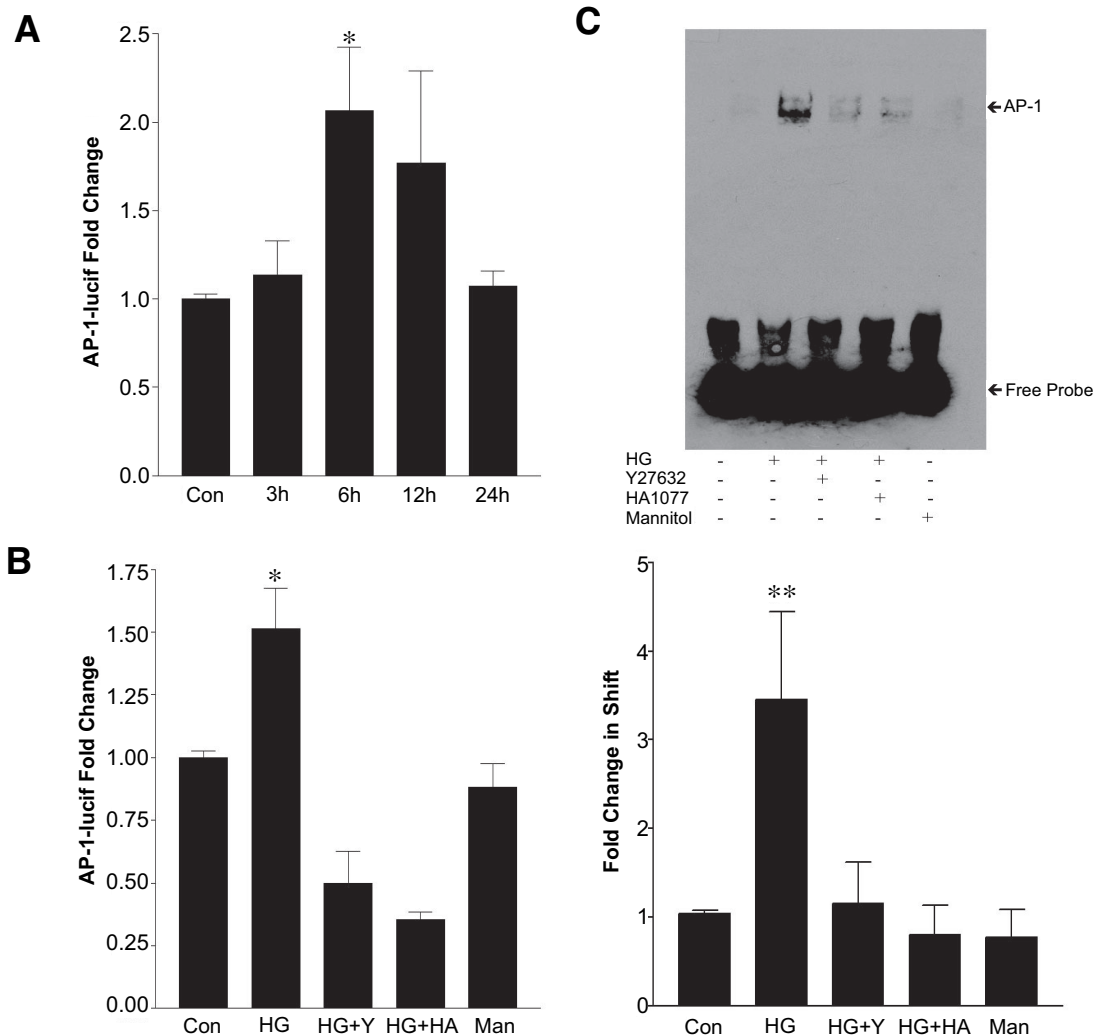 A
AP-1-lucif Fold Change
2.5
2.0
1.5
1.0
0.5
0.0
*
Con 3h 6h 12h 24h
B
AP-1-lucif Fold Change
1.75
1.50
1.25
1.00
0.75
0.50
0.25
0.00
*
Con HG HG+Y HG+HA Man
C
←AP-1
←Free Probe
HG - + + + -
Y27632 - - + - -
HA1077 - - - + -
Mannitol - - - - +
Fold Change in Shift
5
4
3
2
1
0
**
Con HG HG+Y HG+HA Man